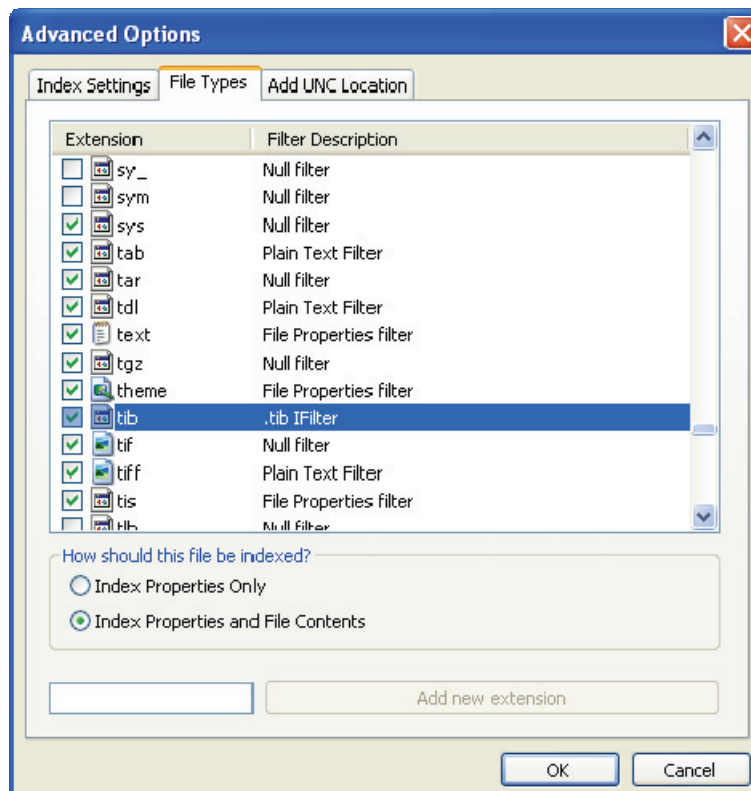 Advanced Options
Index Settings File Types Add UNC Location
Extension Filter Description
sy_ Null filter
sym Null filter
sys Null filter
tab Plain Text Filter
tar Null filter
tdl Plain Text Filter
text File Properties filter
tgz Null filter
theme File Properties filter
tib .tib IFilter
tif Null filter
tiff Plain Text Filter
tis File Properties filter
tlb Null filter
How should this file be indexed?
Index Properties Only
Index Properties and File Contents
Add new extension
OK Cancel